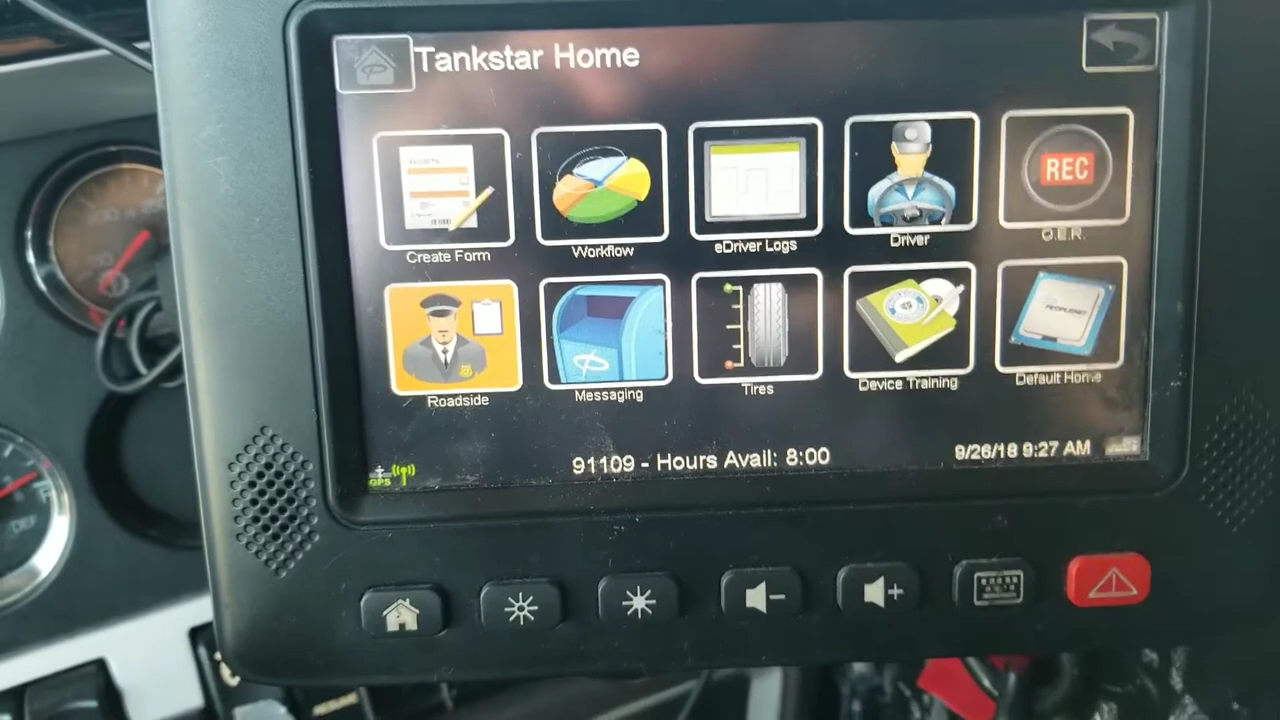 Tankstar Home
REC
Create Form
Workflow
eDriver Logs
Driver
O.E.R.
PEOPLENET
Roadside
Messaging
Tires
Device Training
Default Home
GPS
91109 - Hours Avail: 8:00
9/26/18 9:27 AM